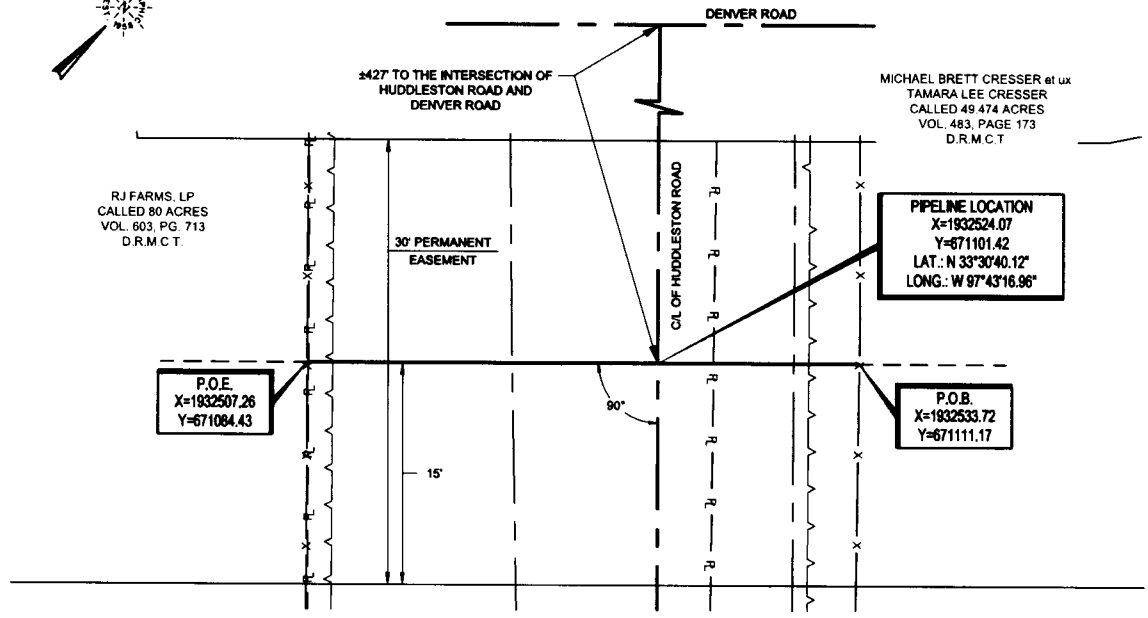 DENVER ROAD
±427' TO THE INTERSECTION OF
HUDDLESTON ROAD AND
DENVER ROAD
MICHAEL BRETT CRESSER et ux
TAMARA LEE CRESSER
CALLED 49.474 ACRES
VOL. 483, PAGE 173
D.R.M.C.T
RJ FARMS, LP
CALLED 80 ACRES
VOL. 603, PG. 713
D.R.M.C.T.
30' PERMANENT
EASEMENT
C/L OF HUDDLESTON ROAD
PIPELINE LOCATION
X=1932524.07
Y=671101.42
LAT.: N 33°30'40.12"
LONG.: W 97°43'16.96"
P.O.E.
X=1932507.26
Y=671084.43
90°
P.O.B.
X=1932533.72
Y=671111.17
15'